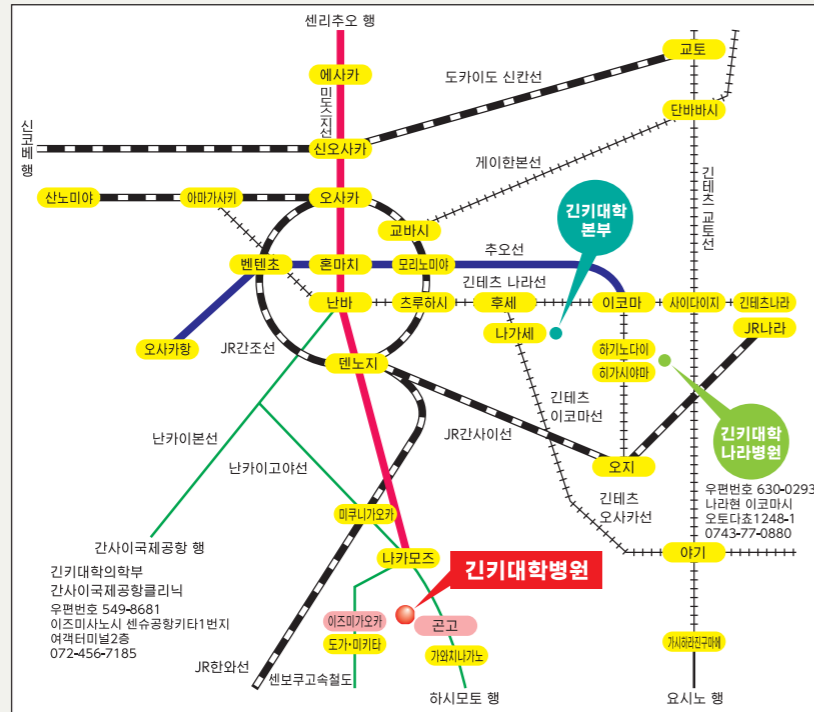 센리추오 행
에사카
미도스지선
신코베 행
신오사카
도카이도 신칸선
교토
단바바시
게이한본선
긴테츠 교토선
산노미야
아마가사키
오사카
교바시
긴키대학
본부
벤텐초
혼마치
모리노미야
추오선
긴테츠 나라선
난바
츠루하시
후세
이코마
사이다이지
긴테츠나라
나가세
JR나라
오사카항
JR간조선
덴노지
하기노다이
히가시야마
긴테츠
이코마선
긴키대학
나라병원
JR간사이선
오지
난카이본선
난카이고야선
우편번호 630-0293
나라현 이코마시
오토다쵸1248-1
0743-77-0880
긴테츠
오사카선
미쿠니가오카
간사이국제공항 행
나카모즈
야기
긴키대학의학부
간사이국제공항클리닉
우편번호 549-8681
이즈미사노시 센슈공항키타1번지
여객터미널2층
072-456-7185
긴키대학병원
이즈미가오카
곤고
도가·미키타
가와치나가노
가시하라진구마에
JR한와선
센보쿠고속철도
하시모토 행
요시노 행